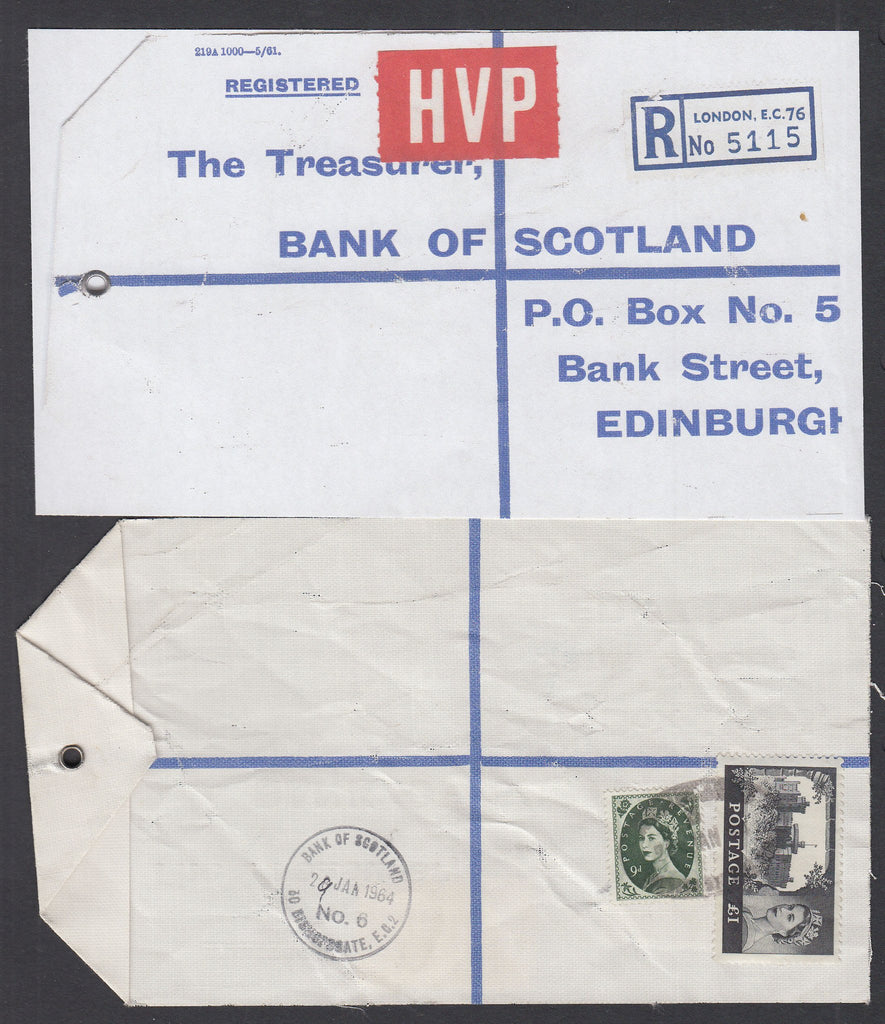 219A 1000—5/61.
REGISTERED
HVP
R LONDON, E.C.76
No 5115
The Treasurer,
BANK OF SCOTLAND
P.O. Box No. 5
Bank Street,
EDINBURGH
POSTAGE REVENUE
9d
POSTAGE £1
BANK OF SCOTLAND
29 JAN 1964
No. 6
BISHOPSGATE, E.C.2